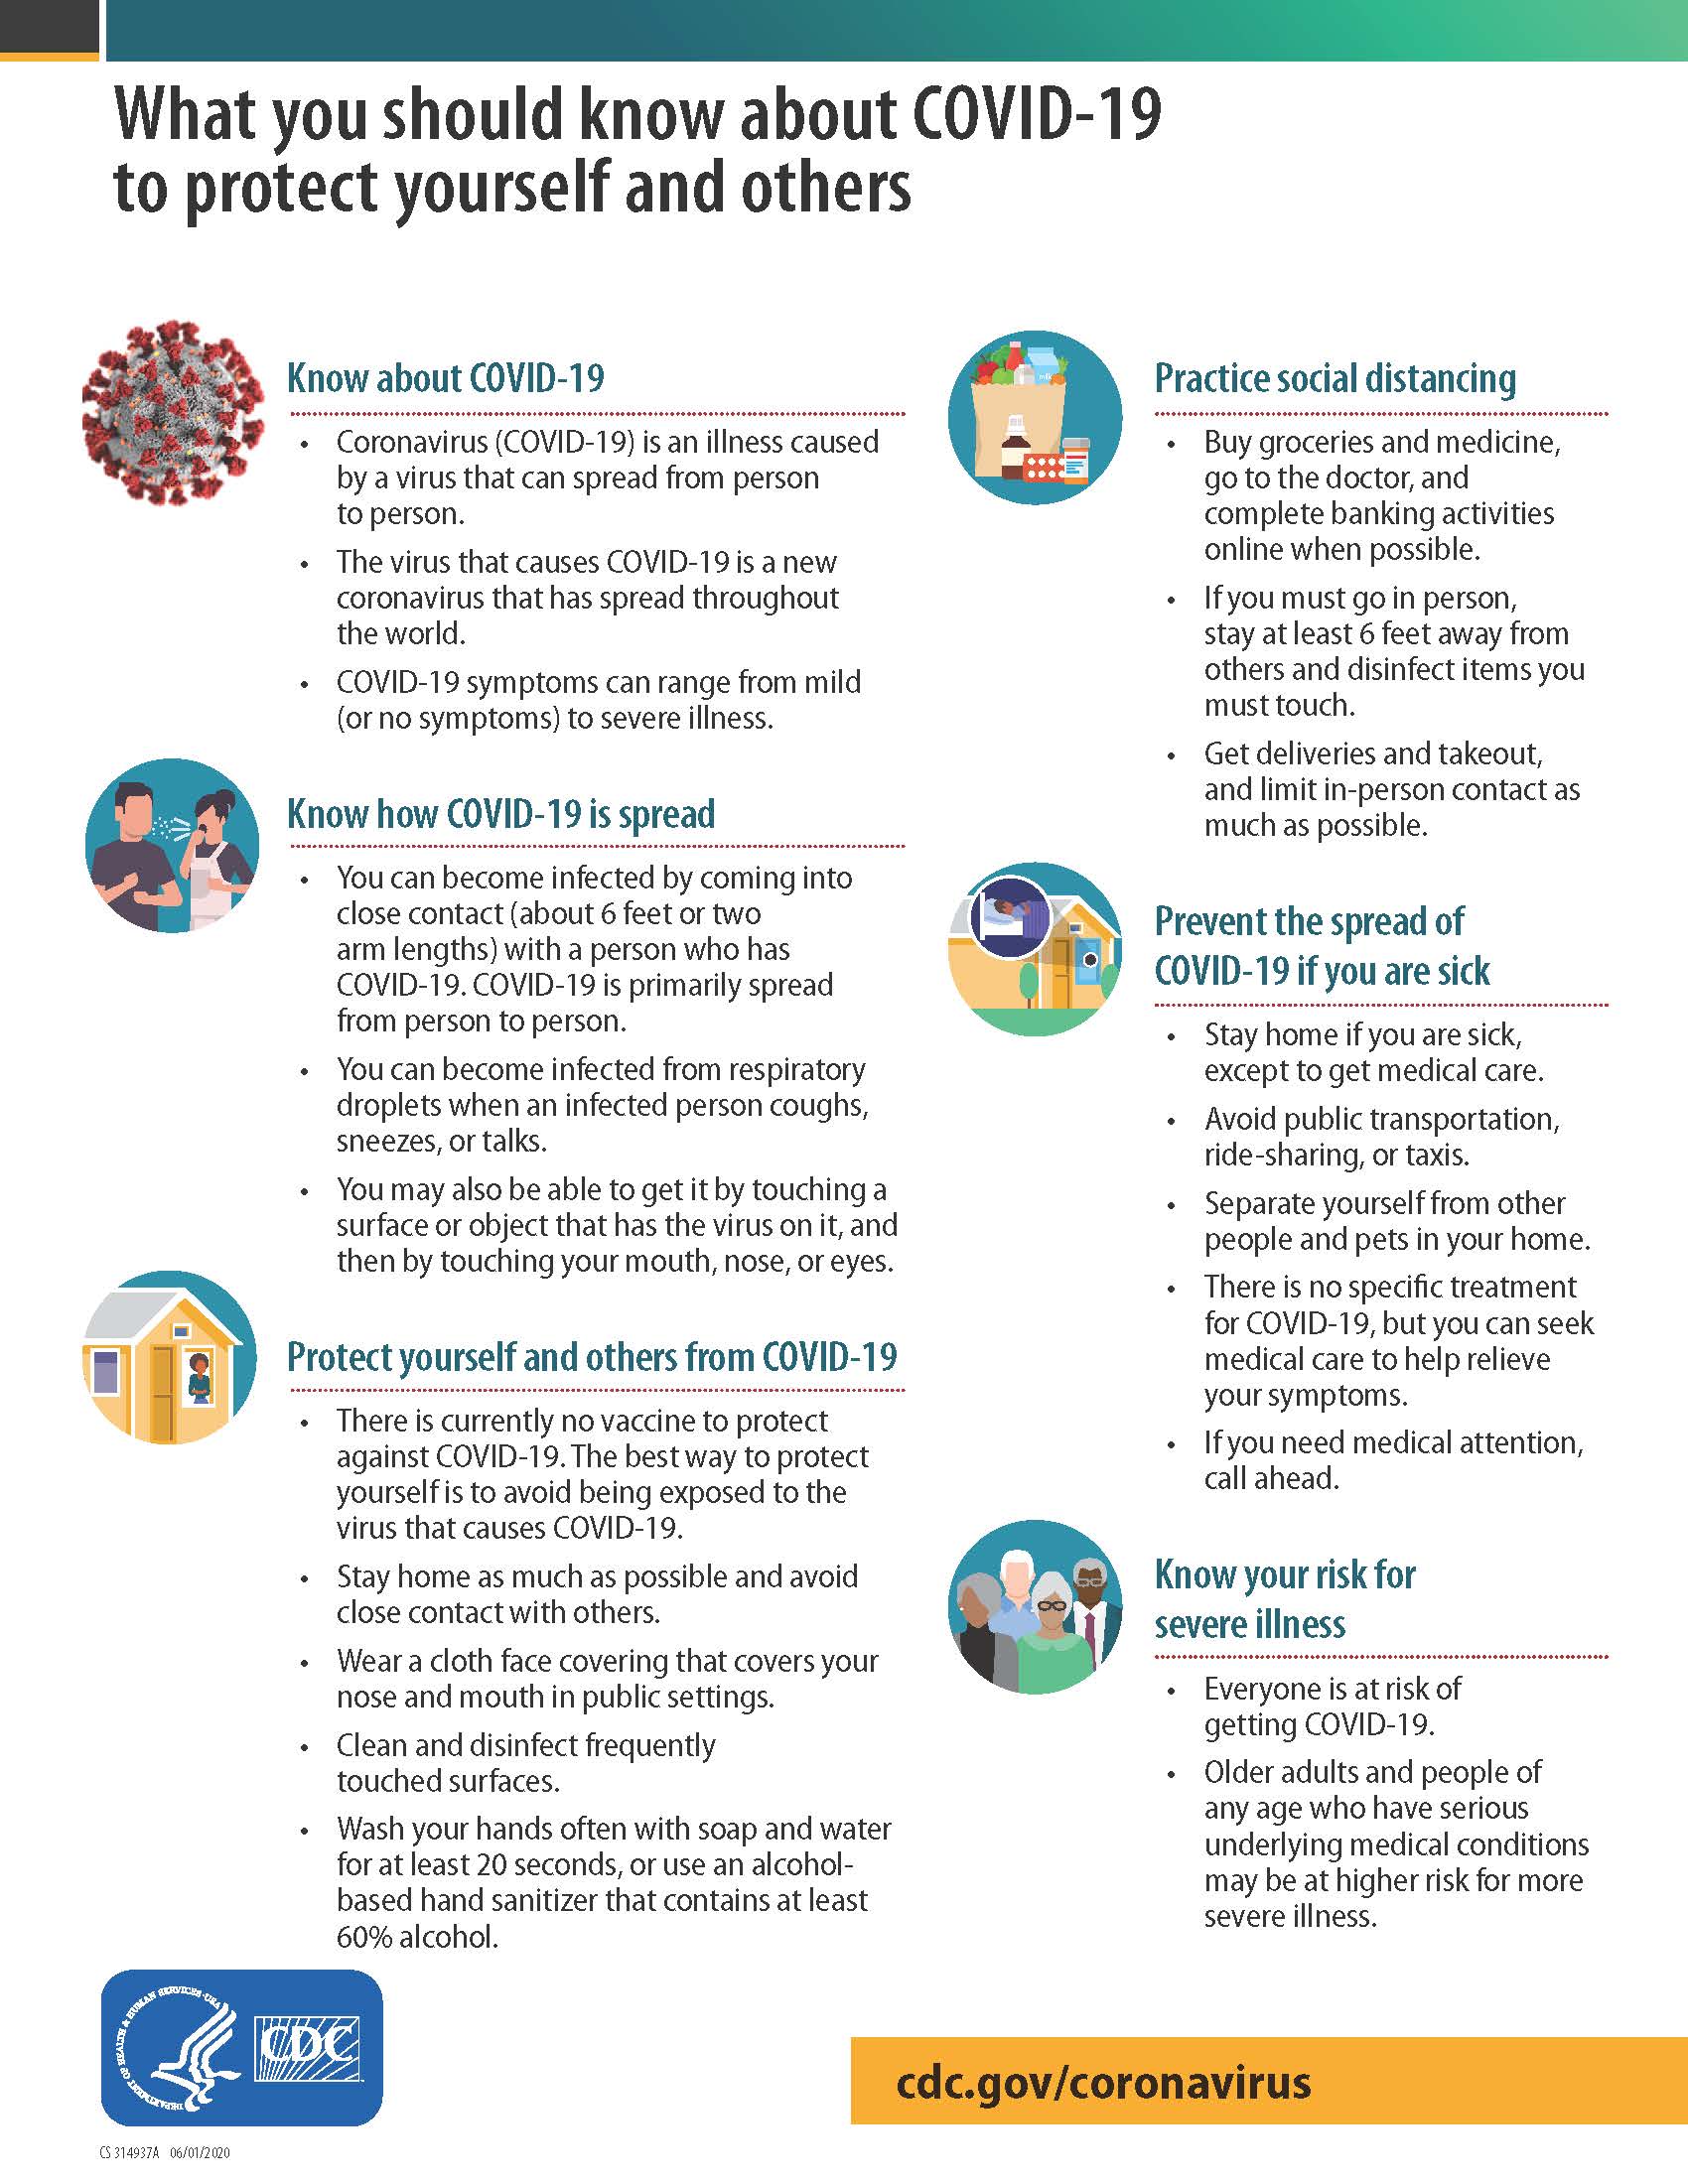 What you should know about COVID-19
to protect yourself and others
Know about COVID-19
• Coronavirus (COVID-19) is an illness caused
by a virus that can spread from person
to person.
• The virus that causes COVID-19 is a new
coronavirus that has spread throughout
the world.
• COVID-19 symptoms can range from mild
(or no symptoms) to severe illness.
Know how COVID-19 is spread
• You can become infected by coming into
close contact (about 6 feet or two
arm lengths) with a person who has
COVID-19. COVID-19 is primarily spread
from person to person.
• You can become infected from respiratory
droplets when an infected person coughs,
sneezes, or talks.
• You may also be able to get it by touching a
surface or object that has the virus on it, and
then by touching your mouth, nose, or eyes.
Protect yourself and others from COVID-19
• There is currently no vaccine to protect
against COVID-19. The best way to protect
yourself is to avoid being exposed to the
virus that causes COVID-19.
• Stay home as much as possible and avoid
close contact with others.
• Wear a cloth face covering that covers your
nose and mouth in public settings.
• Clean and disinfect frequently
touched surfaces.
• Wash your hands often with soap and water
for at least 20 seconds, or use an alcohol-
based hand sanitizer that contains at least
60% alcohol.
Practice social distancing
• Buy groceries and medicine,
go to the doctor, and
complete banking activities
online when possible.
• If you must go in person,
stay at least 6 feet away from
others and disinfect items you
must touch.
• Get deliveries and takeout,
and limit in-person contact as
much as possible.
Prevent the spread of
COVID-19 if you are sick
• Stay home if you are sick,
except to get medical care.
• Avoid public transportation,
ride-sharing, or taxis.
• Separate yourself from other
people and pets in your home.
• There is no specific treatment
for COVID-19, but you can seek
medical care to help relieve
your symptoms.
• If you need medical attention,
call ahead.
Know your risk for
severe illness
• Everyone is at risk of
getting COVID-19.
• Older adults and people of
any age who have serious
underlying medical conditions
may be at higher risk for more
severe illness.
DEPARTMENT OF HEALTH & HUMAN SERVICES • USA
CDC
cdc.gov/coronavirus
CS 314937A 06/01/2020